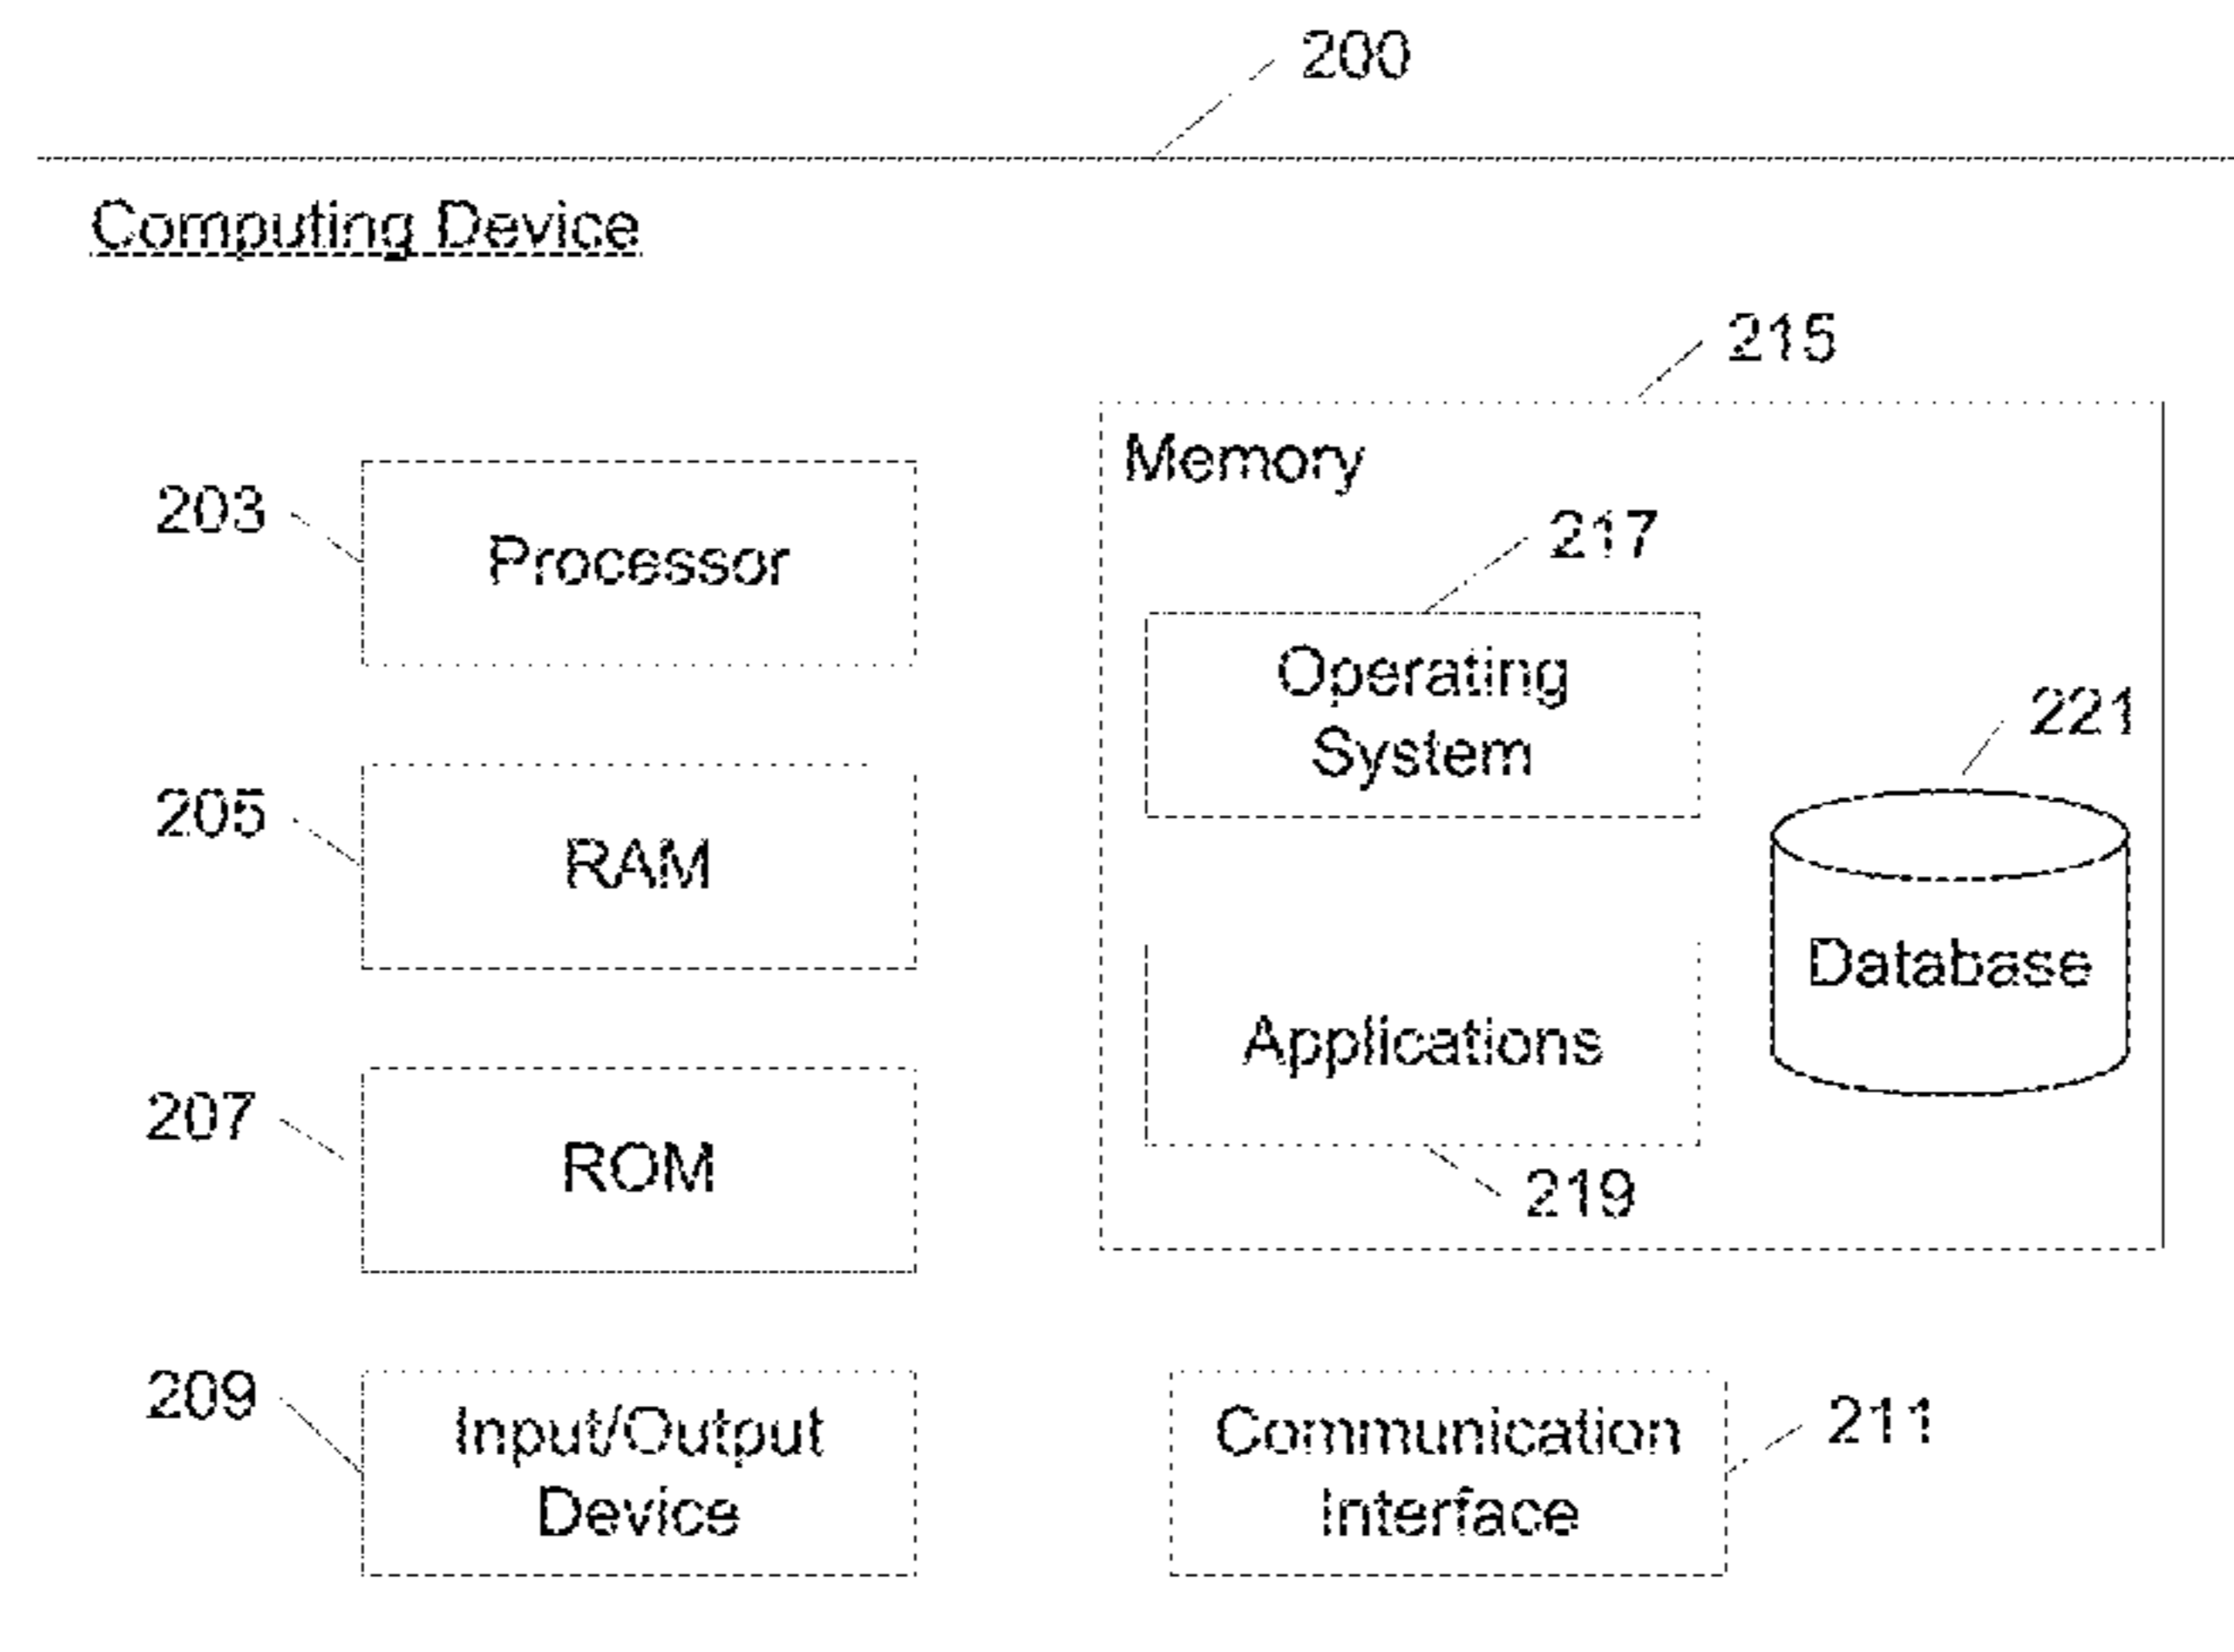 200
Computing Device
215
Memory
203
Processor
217
Operating
System
221
205
RAM
Database
Applications
207
ROM
219
209
Input/Output
Device
Communication
Interface
211